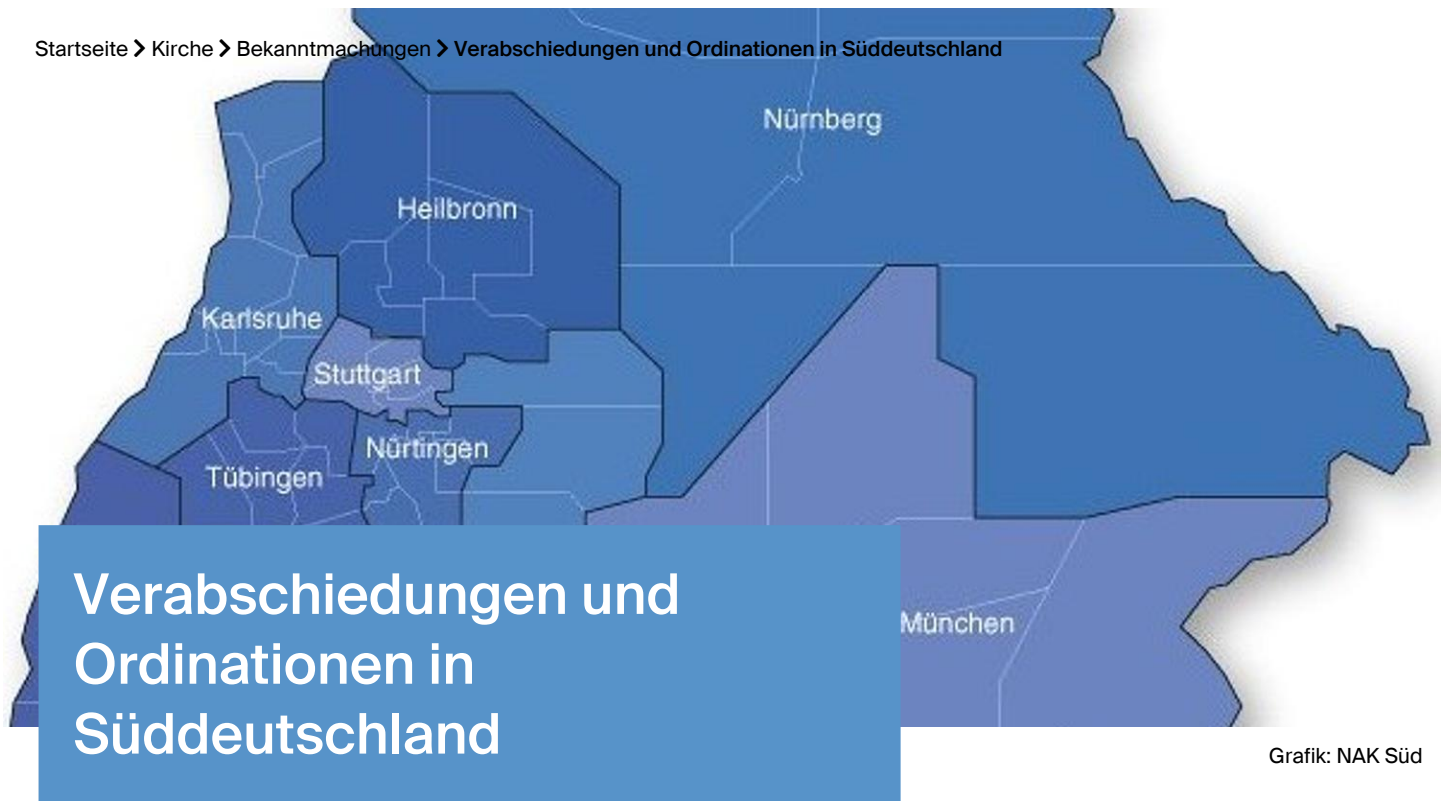 Startseite > Kirche > Bekanntmachungen > Verabschiedungen und Ordinationen in Süddeutschland
Nürnberg
Heilbronn
Karlsruhe
Stuttgart
Nürtingen
Tübingen
München
Verabschiedungen und
Ordinationen in
Süddeutschland
Grafik: NAK Süd